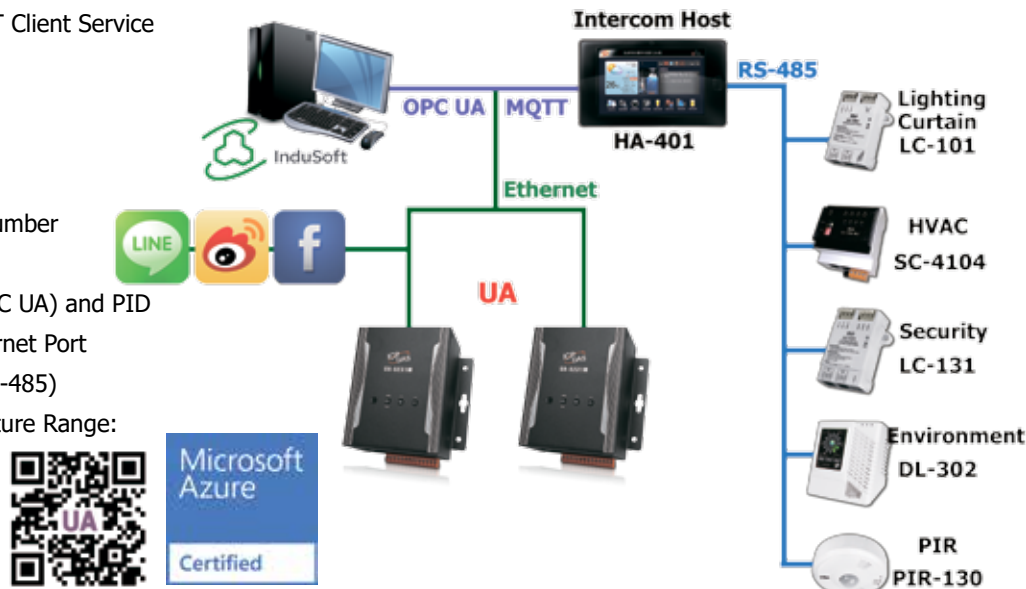 T Client Service
Intercom Host
RS-485
OPC UA
MQTT
HA-401
InduSoft
Lighting
Curtain
LC-101
Ethernet
umber
LINE
f
HVAC
SC-4104
C UA) and PID
UA
rnet Port
-485)
Security
LC-131
ture Range:
UA
Microsoft
Azure
Certified
Environment
DL-302
PIR
PIR-130